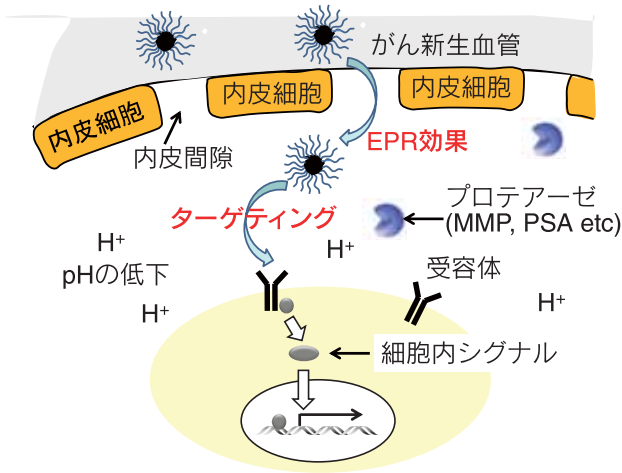 がん新生血管
内皮細胞
内皮細胞
内皮細胞
内皮間隙
EPR効果
プロテアーゼ
(MMP, PSA etc)
ターゲティング
H⁺
H⁺
pHの低下
受容体
H⁺
H⁺
細胞内シグナル